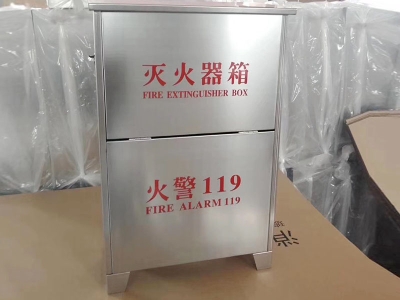 灭火器箱
FIRE EXTINGUISHER BOX
火警119
FIRE ALARM 119